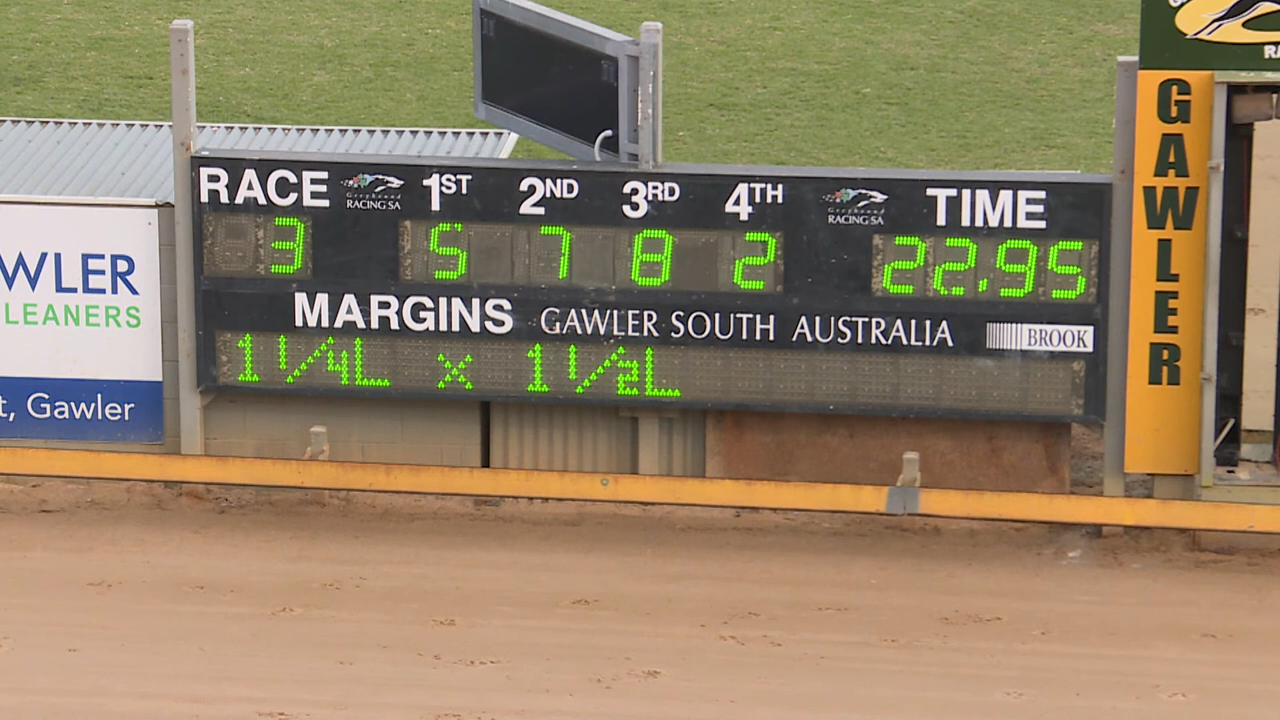 RACE 1ST 2ND 3RD 4TH TIME
Greyhound RACING SA
Greyhound RACING SA
3 5 7 8 2 22.95
MARGINS GAWLER SOUTH AUSTRALIA BROOK
1 1/4L x 1 1/2L
WLER
LEANERS
t, Gawler
RA
GAWLER